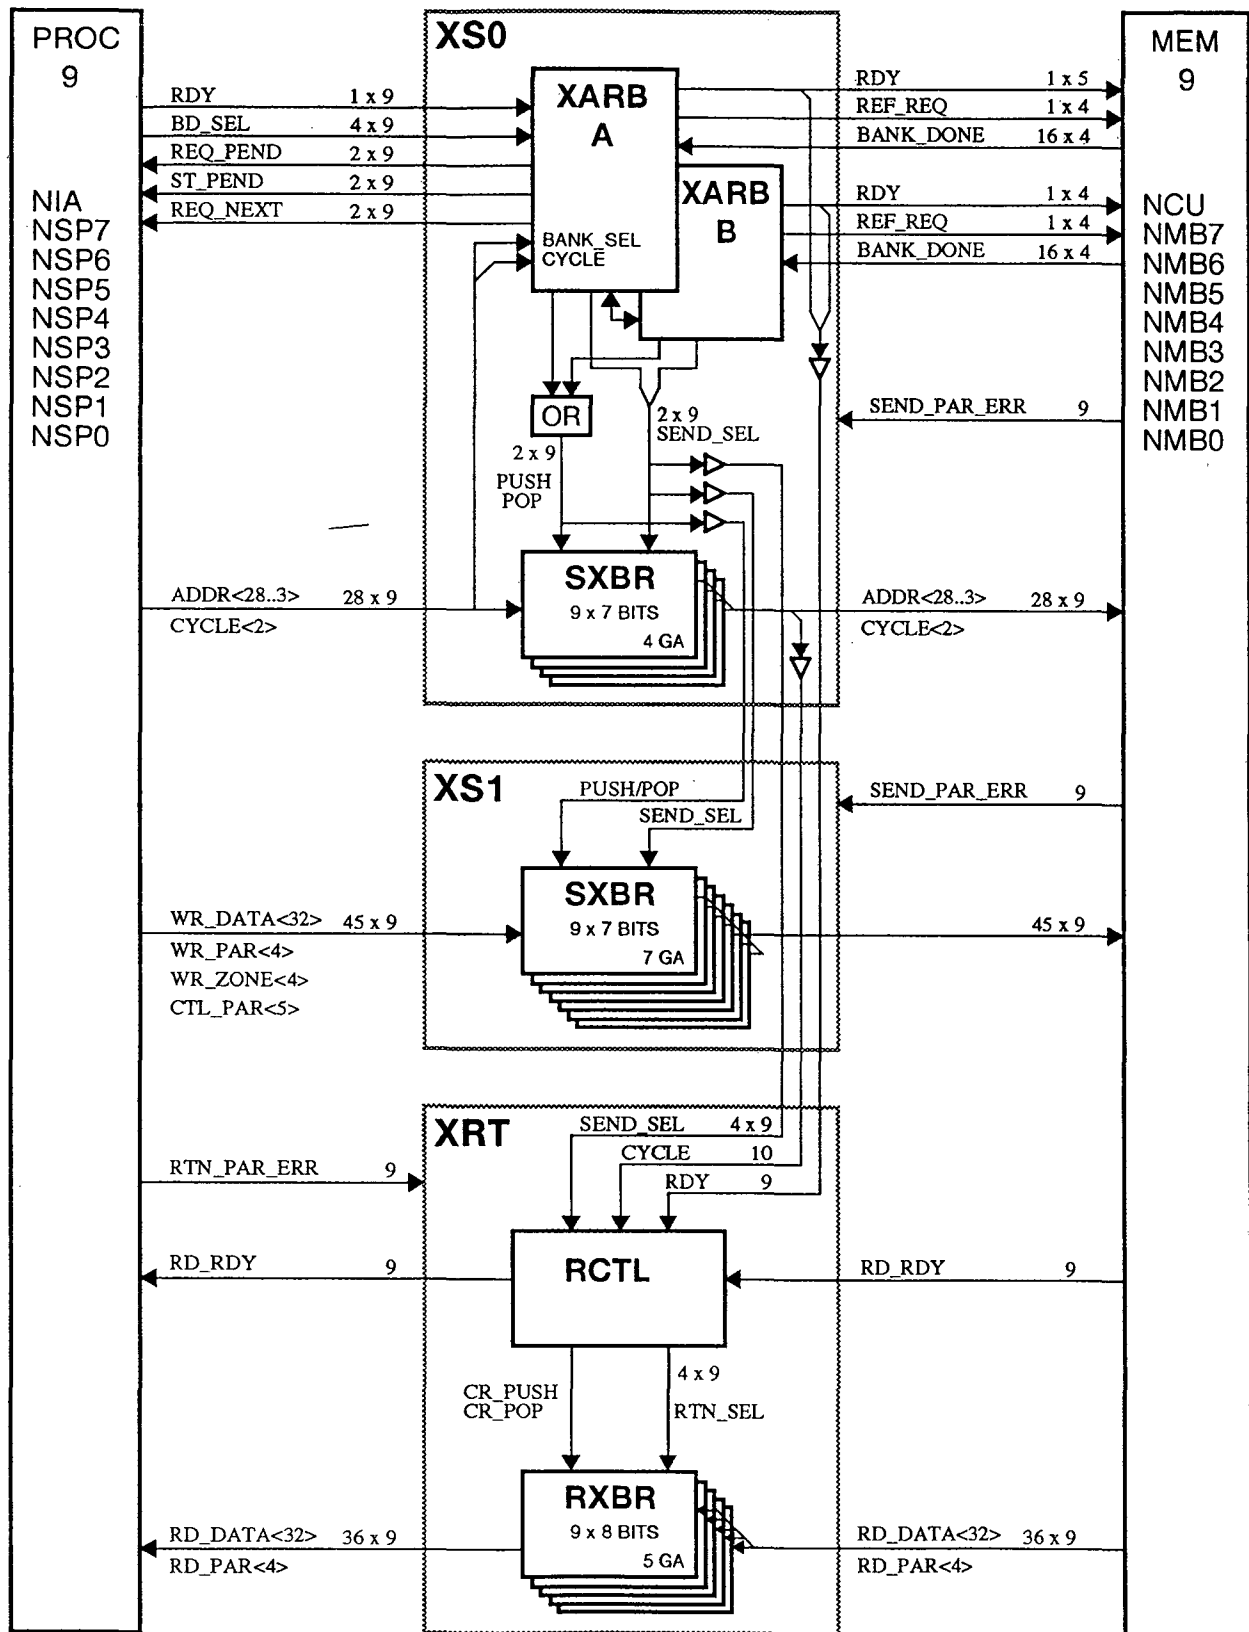 PROC
9
RDY 1 x 9
BD_SEL 4 x 9
REQ_PEND 2 x 9
ST_PEND 2 x 9
REQ_NEXT 2 x 9
NIA
NSP7
NSP6
NSP5
NSP4
NSP3
NSP2
NSP1
NSP0
ADDR<28..3> 28 x 9
CYCLE<2>
WR_DATA<32> 45 x 9
WR_PAR<4>
WR_ZONE<4>
CTL_PAR<5>
RTN_PAR_ERR 9
RD_RDY 9
RD_DATA<32> 36 x 9
RD_PAR<4>
XS0
XARB
A
BANK_SEL
CYCLE
XARB
B
OR
2 x 9
PUSH
POP
2 x 9
SEND_SEL
SXBR
9 x 7 BITS
4 GA
XS1
PUSH/POP
SEND_SEL
SXBR
9 x 7 BITS
7 GA
XRT
SEND_SEL 4 x 9
CYCLE 10
RDY 9
RCTL
CR_PUSH
CR_POP
4 x 9
RTN_SEL
RXBR
9 x 8 BITS
5 GA
MEM
9
RDY 1 x 5
REF_REQ 1 x 4
BANK_DONE 16 x 4
RDY 1 x 4
REF_REQ 1 x 4
BANK_DONE 16 x 4
NCU
NMB7
NMB6
NMB5
NMB4
NMB3
NMB2
NMB1
NMB0
SEND_PAR_ERR 9
ADDR<28..3> 28 x 9
CYCLE<2>
SEND_PAR_ERR 9
45 x 9
RD_RDY 9
RD_DATA<32> 36 x 9
RD_PAR<4>